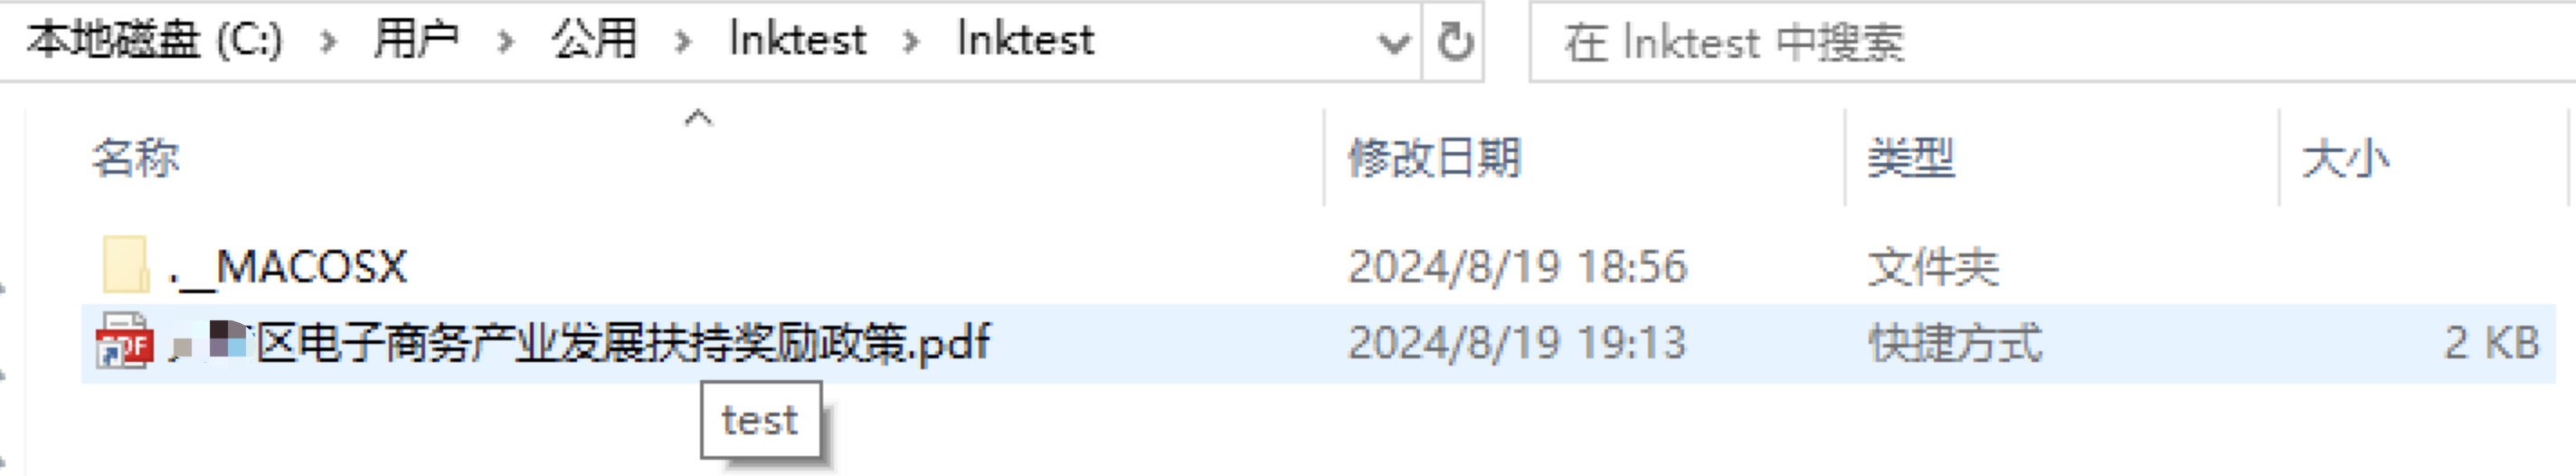 本地磁盘 (C:) › 用户 › 公用 › lnktest › lnktest 在 lnktest 中搜索
名称 修改日期 类型 大小
.__MACOSX 2024/8/19 18:56 文件夹
区电子商务产业发展扶持奖励政策.pdf 2024/8/19 19:13 快捷方式 2 KB
test